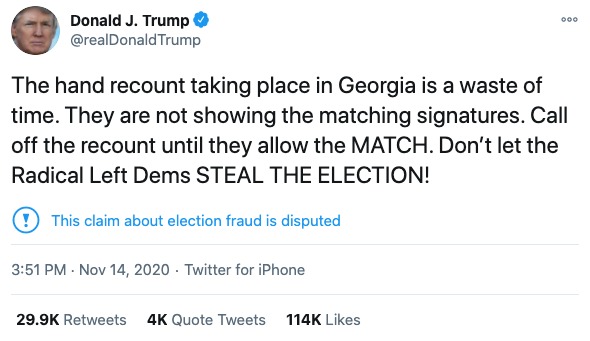 Donald J. Trump
@realDonaldTrump
The hand recount taking place in Georgia is a waste of
time. They are not showing the matching signatures. Call
off the recount until they allow the MATCH. Don't let the
Radical Left Dems STEAL THE ELECTION!
This claim about election fraud is disputed
3:51 PM · Nov 14, 2020 · Twitter for iPhone
29.9K Retweets 4K Quote Tweets 114K Likes